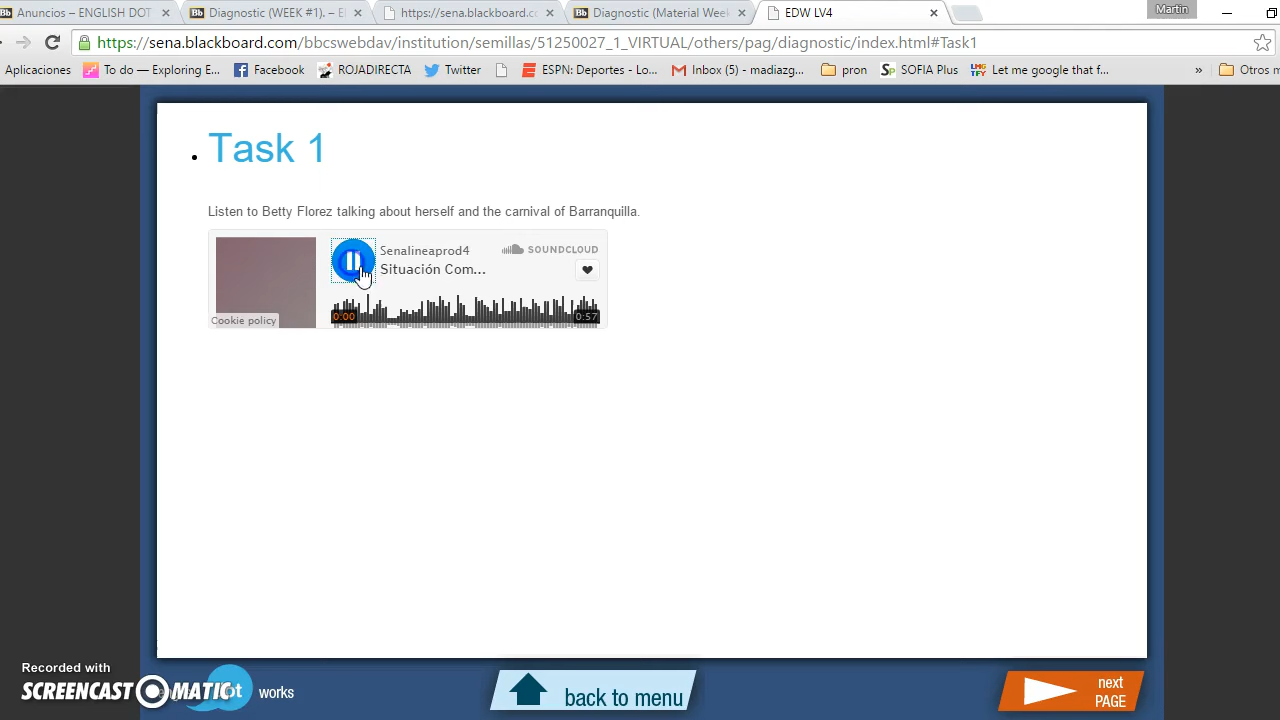 Anuncios – ENGLISH DOT
Diagnostic (WEEK #1). – E
https://sena.blackboard.co
Diagnostic (Material Week
EDW LV4
Martin
https://sena.blackboard.com/bbcswebdav/institution/semillas/51250027_1_VIRTUAL/others/pag/diagnostic/index.html#Task1
Aplicaciones
To do — Exploring E...
Facebook
ROJADIRECTA
Twitter
ESPN: Deportes - Lo...
Inbox (5) - madiazg...
pron
SOFIA Plus
Let me google that f...
»
Otros m
• Task 1
Listen to Betty Florez talking about herself and the carnival of Barranquilla.
Senalineaprod4
SOUNDCLOUD
Situación Com...
Cookie policy
0:00
0:57
Recorded with
SCREENCAST-O-MATIC
works
back to menu
next
PAGE